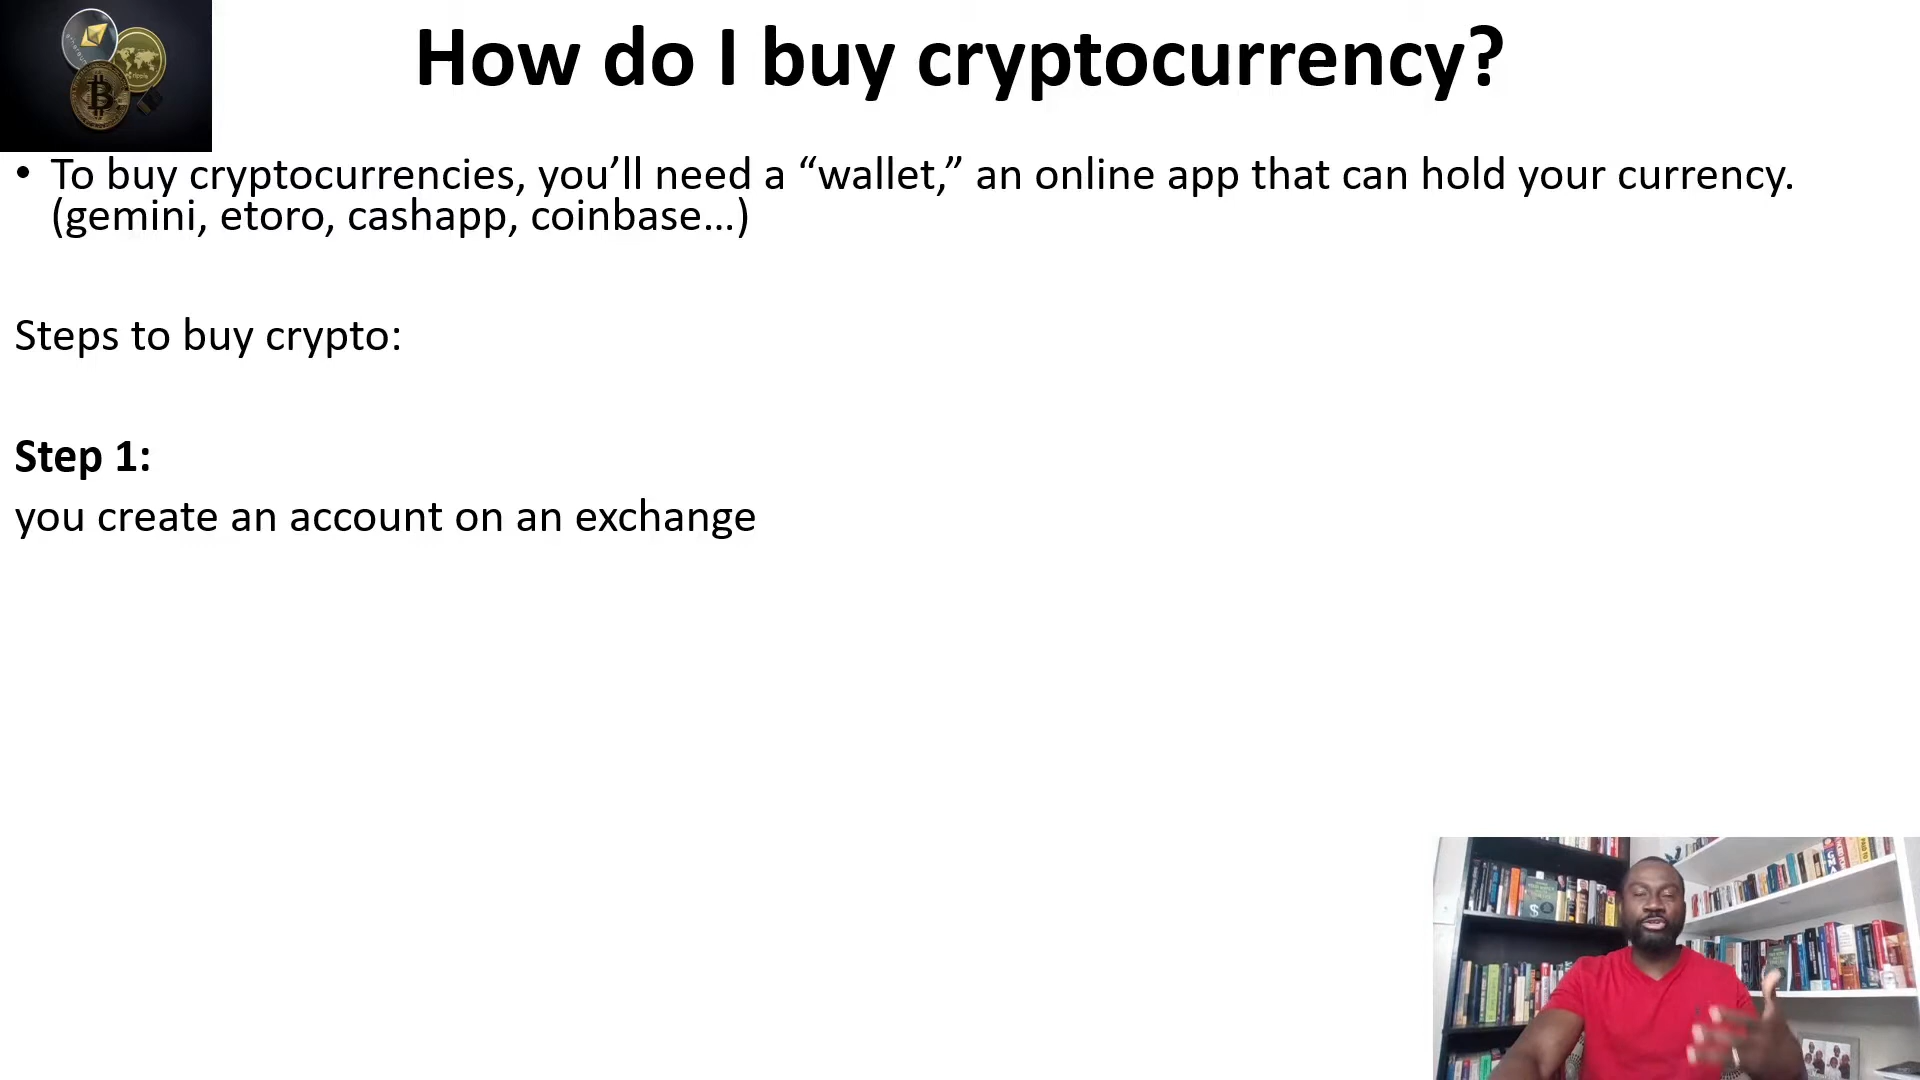 How do I buy cryptocurrency?
• To buy cryptocurrencies, you’ll need a “wallet,” an online app that can hold your currency.
(gemini, etoro, cashapp, coinbase...)
Steps to buy crypto:
Step 1:
you create an account on an exchange